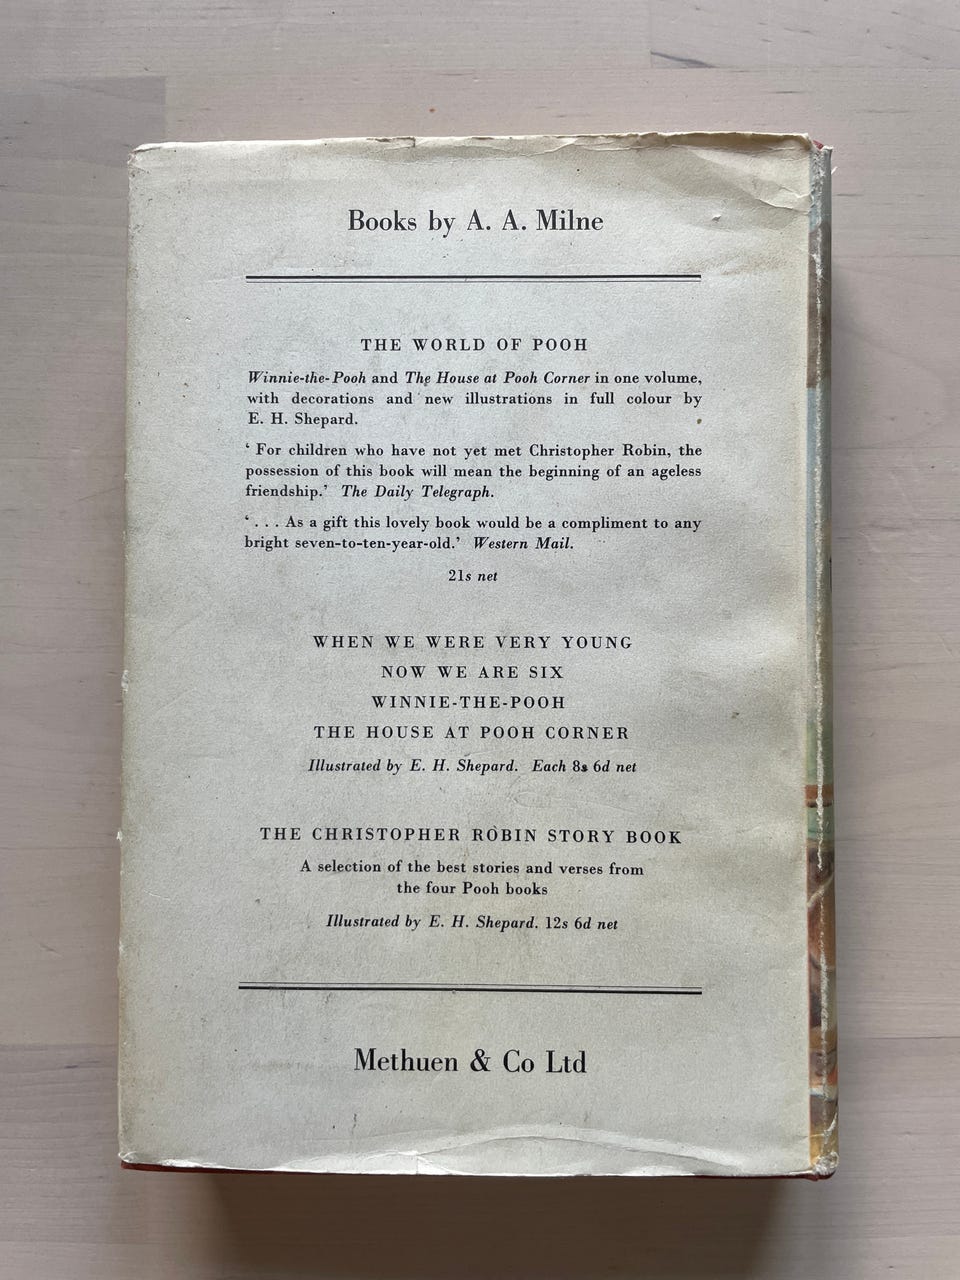 Books by A. A. Milne
THE WORLD OF POOH
Winnie-the-Pooh and The House at Pooh Corner in one volume,
with decorations and new illustrations in full colour by
E. H. Shepard.
‘ For children who have not yet met Christopher Robin, the
possession of this book will mean the beginning of an ageless
friendship.’ The Daily Telegraph.
‘. . . As a gift this lovely book would be a compliment to any
bright seven-to-ten-year-old.’ Western Mail.
21s net
WHEN WE WERE VERY YOUNG
NOW WE ARE SIX
WINNIE-THE-POOH
THE HOUSE AT POOH CORNER
Illustrated by E. H. Shepard. Each 8s 6d net
THE CHRISTOPHER ROBIN STORY BOOK
A selection of the best stories and verses from
the four Pooh books
Illustrated by E. H. Shepard. 12s 6d net
Methuen & Co Ltd